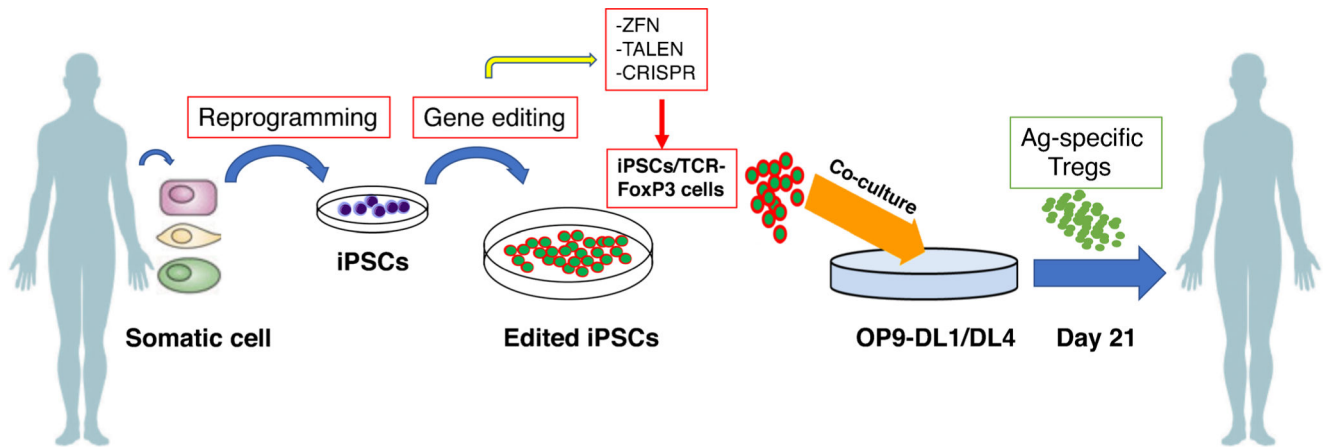 -ZFN
-TALEN
-CRISPR
Reprogramming
Gene editing
iPSCs/TCR-
FoxP3 cells
Co-culture
Ag-specific
Tregs
iPSCs
Somatic cell
Edited iPSCs
OP9-DL1/DL4
Day 21